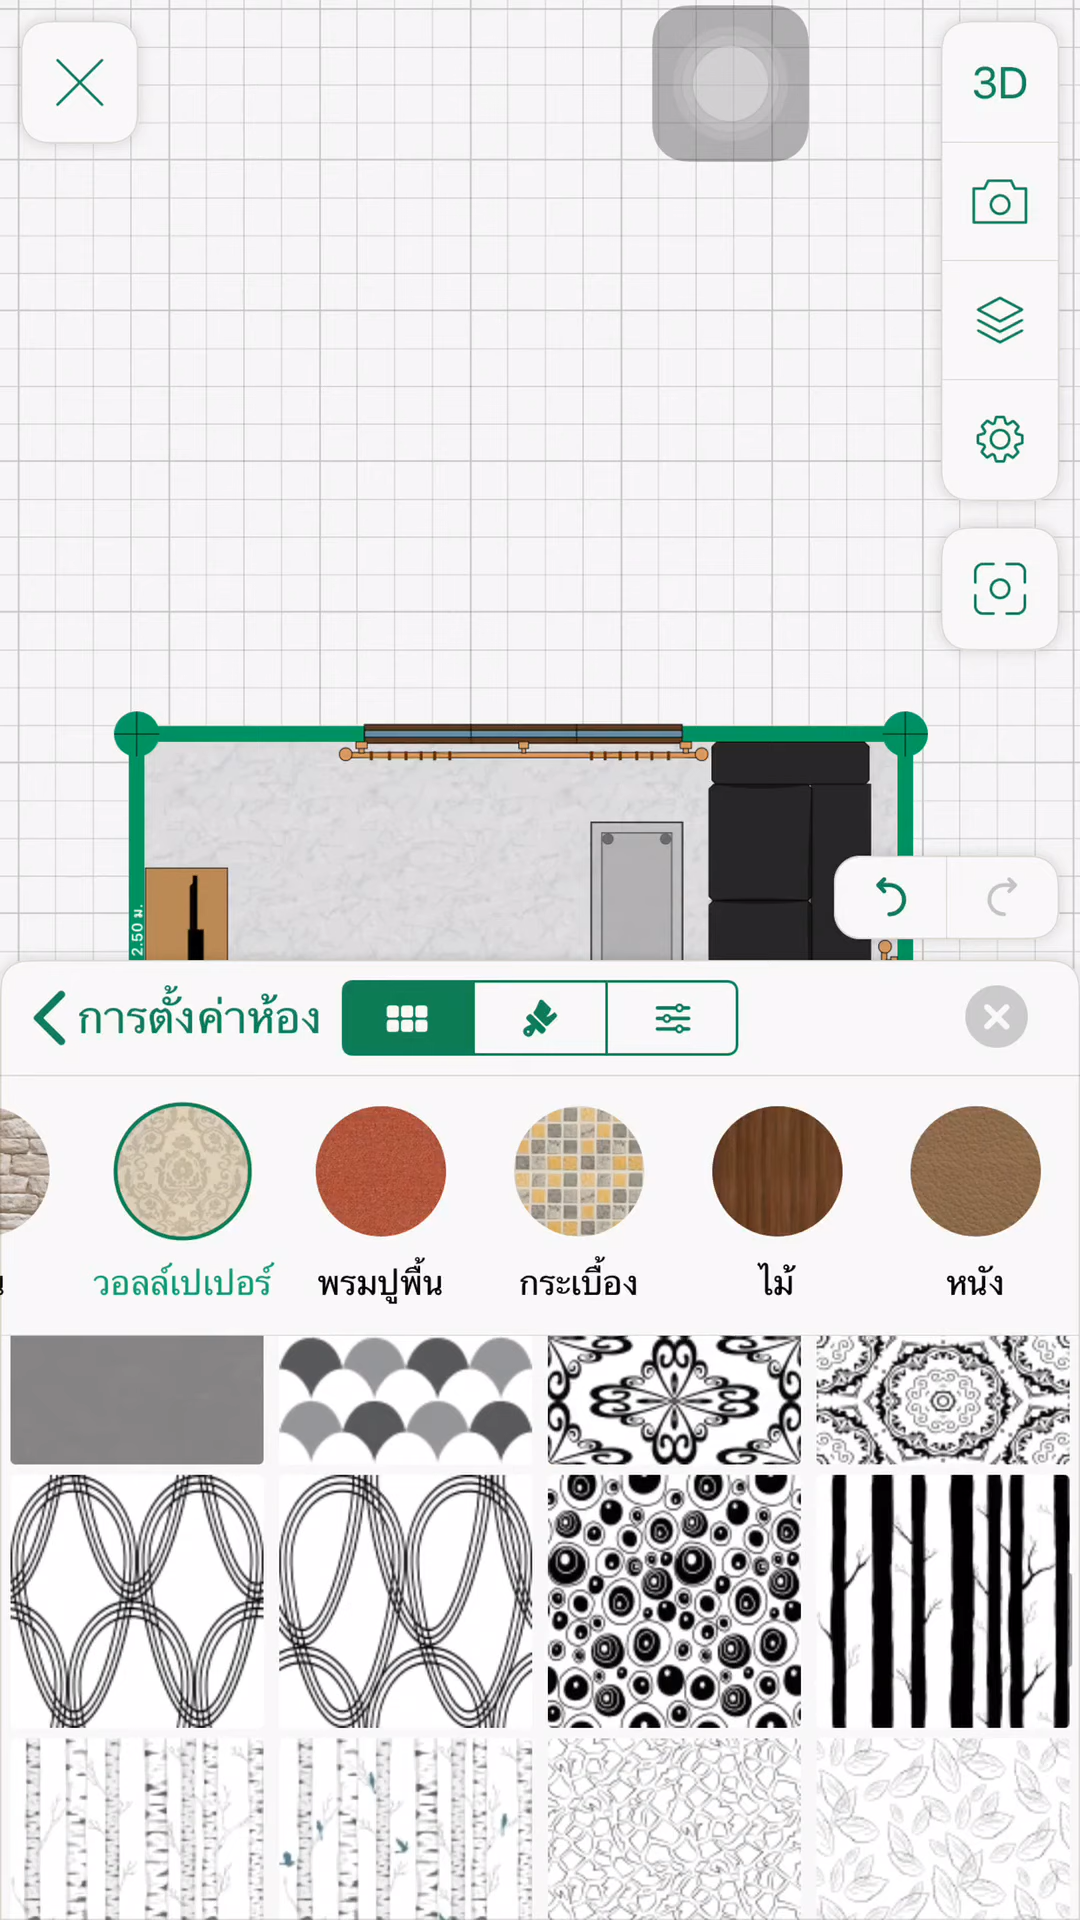 3D
2.50 ม.
การตั้งค่าห้อง
วอลล์เปเปอร์
พรมปูพื้น
กระเบื้อง
ไม้
หนัง